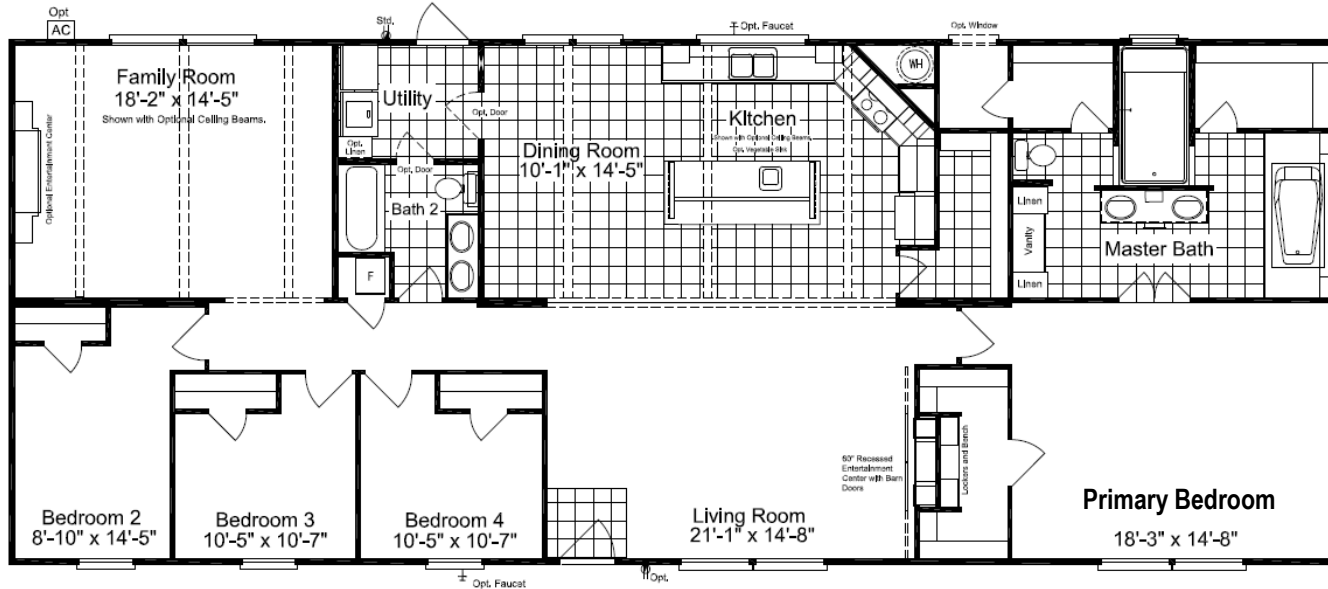 Opt
AC
Std.
Opt. Faucet
Opt. Window
Family Room
18'-2" x 14'-5"
Shown with Optional Ceiling Beams.
Optional Entertainment Center
Utility
Opt. Door
Opt.
Linen
Opt. Door
Bath 2
F
Dining Room
10'-1" x 14'-5"
Kitchen
Shown with Optional Ceiling Beams.
Opt. Vegetable Sink
WH
Linen
Vanity
Linen
Master Bath
Bedroom 2
8'-10" x 14'-5"
Bedroom 3
10'-5" x 10'-7"
Bedroom 4
10'-5" x 10'-7"
Living Room
21'-1" x 14'-8"
60" Recessed
Entertainment
Center with Barn
Doors
Lockers and Bench
Primary Bedroom
18'-3" x 14'-8"
Opt. Faucet
Opt.